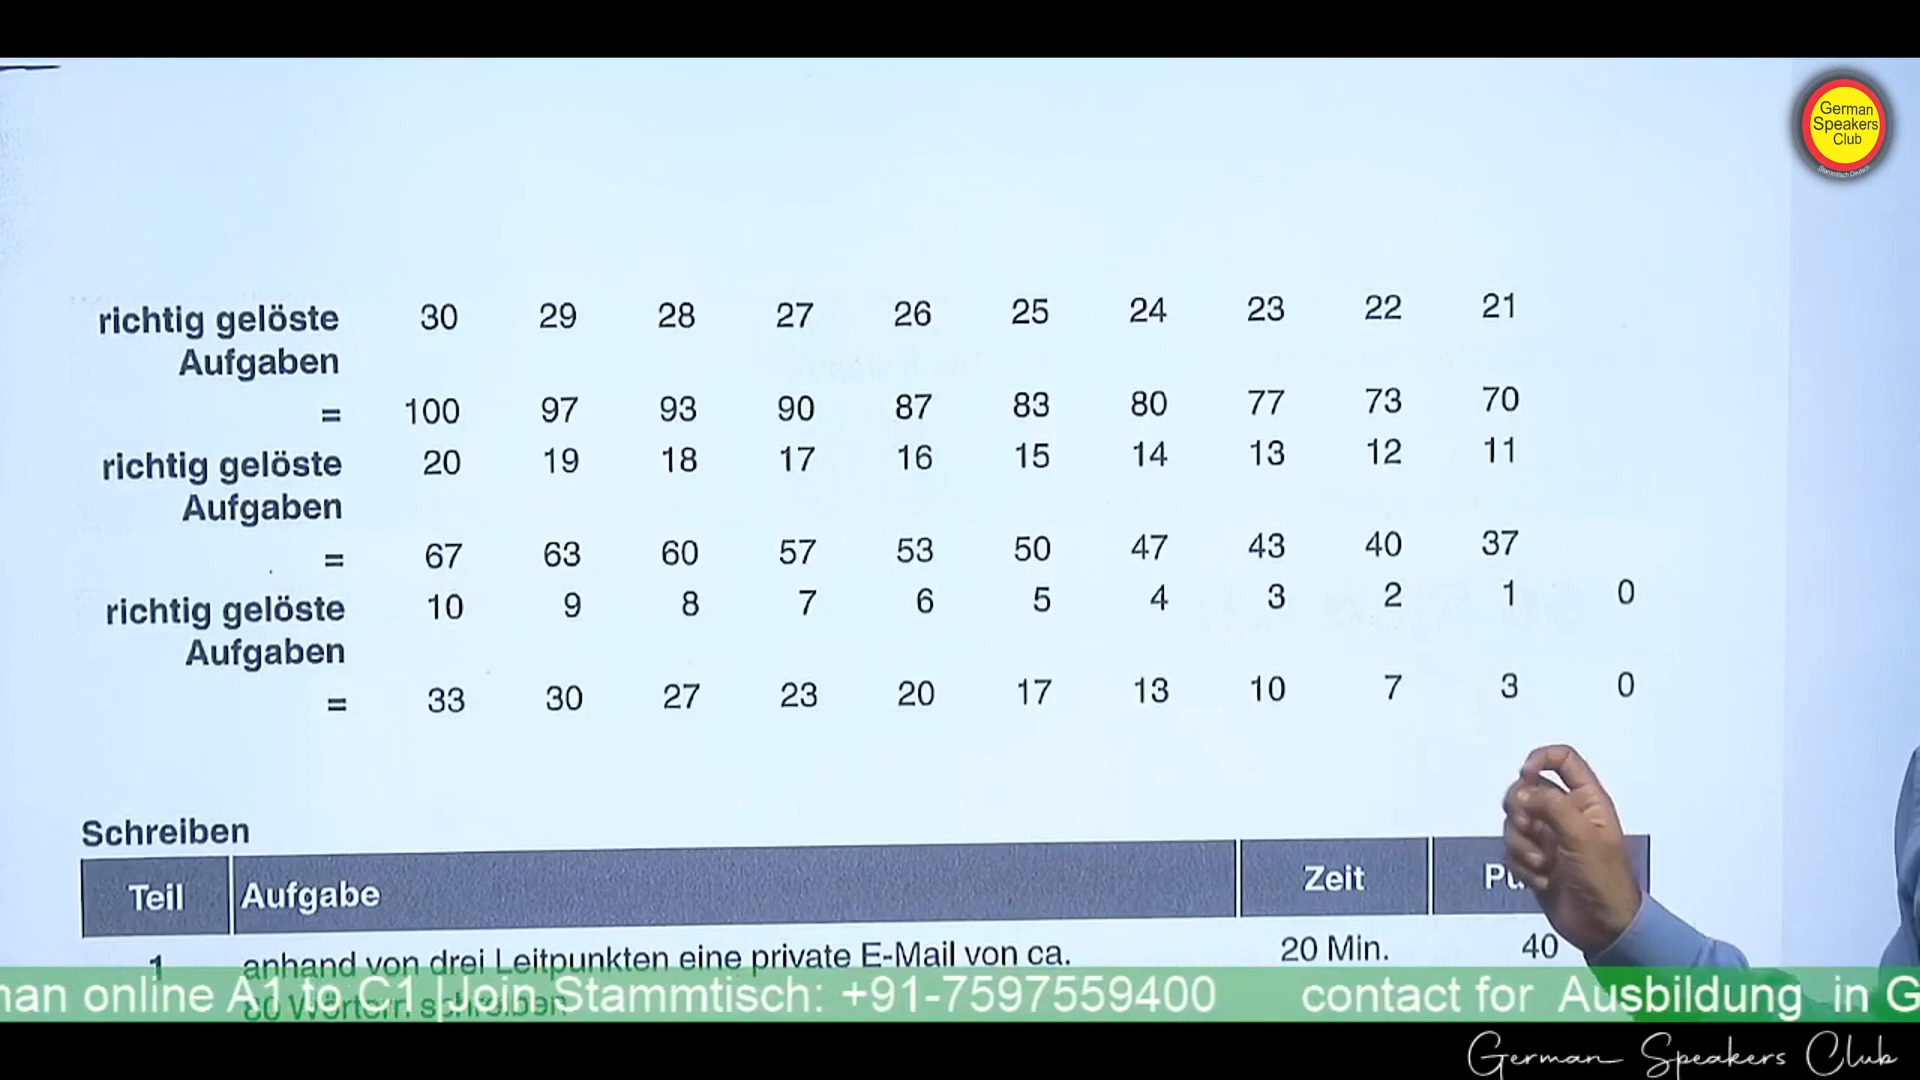 German
Speakers
Club
Stammtisch Deutsch
richtig gelöste 30 29 28 27 26 25 24 23 22 21
Aufgaben
= 100 97 93 90 87 83 80 77 73 70
richtig gelöste 20 19 18 17 16 15 14 13 12 11
Aufgaben
= 67 63 60 57 53 50 47 43 40 37
richtig gelöste 10 9 8 7 6 5 4 3 2 1 0
Aufgaben
= 33 30 27 23 20 17 13 10 7 3 0
Schreiben
Teil Aufgabe Zeit
1 anhand von drei Leitpunkten eine private E-Mail von ca. 20 Min. 40
Wörtern schreiben
online A1 to C1 | Join Stammtisch: +91-7597559400 contact for Ausbildung in G
German Speakers Club